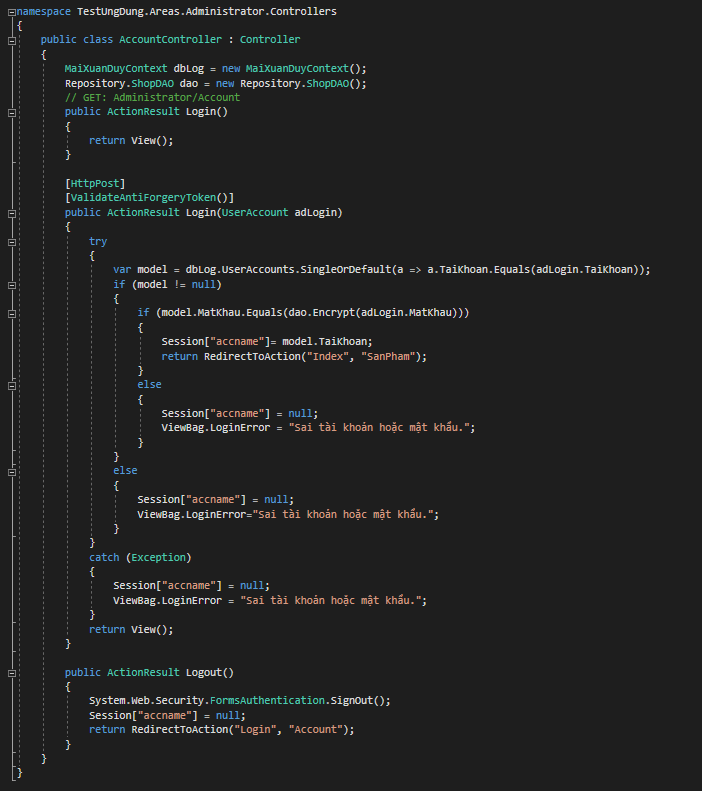 namespace TestUngDung.Areas.Administrator.Controllers
{
    public class AccountController : Controller
    {
        MaiXuanDuyContext dbLog = new MaiXuanDuyContext();
        Repository.ShopDAO dao = new Repository.ShopDAO();
        // GET: Administrator/Account
        public ActionResult Login()
        {
            return View();
        }

        [HttpPost]
        [ValidateAntiForgeryToken()]
        public ActionResult Login(UserAccount adLogin)
        {
            try
            {
                var model = dbLog.UserAccounts.SingleOrDefault(a => a.TaiKhoan.Equals(adLogin.TaiKhoan));
                if (model != null)
                {
                    if (model.MatKhau.Equals(dao.Encrypt(adLogin.MatKhau)))
                    {
                        Session["accname"]= model.TaiKhoan;
                        return RedirectToAction("Index", "SanPham");
                    }
                    else
                    {
                        Session["accname"] = null;
                        ViewBag.LoginError = "Sai tài khoản hoặc mật khẩu.";
                    }
                }
                else
                {
                    Session["accname"] = null;
                    ViewBag.LoginError="Sai tài khoản hoặc mật khẩu.";
                }
            }
            catch (Exception)
            {
                Session["accname"] = null;
                ViewBag.LoginError = "Sai tài khoản hoặc mật khẩu.";
            }
            return View();
        }

        public ActionResult Logout()
        {
            System.Web.Security.FormsAuthentication.SignOut();
            Session["accname"] = null;
            return RedirectToAction("Login", "Account");
        }
    }
}